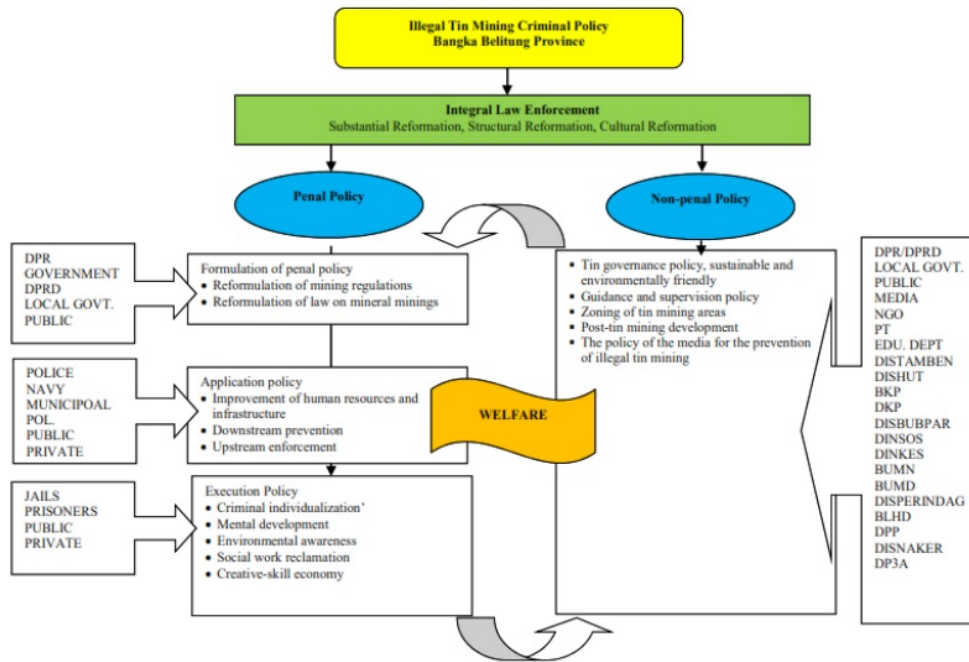 Illegal Tin Mining Criminal Policy
Bangka Belitung Province
Integral Law Enforcement
Substantial Reformation, Structural Reformation, Cultural Reformation
Penal Policy
Non-penal Policy
DPR
GOVERNMENT
DPRD
LOCAL GOVT.
PUBLIC
Formulation of penal policy
• Reformulation of mining regulations
• Reformulation of law on mineral minings
▪ Tin governance policy, sustainable and
environmentally friendly
▪ Guidance and supervision policy
▪ Zoning of tin mining areas
▪ Post-tin mining development
▪ The policy of the media for the prevention
of illegal tin mining
DPR/DPRD
LOCAL GOVT.
PUBLIC
MEDIA
NGO
PT
EDU. DEPT
DISTAMBEN
DISHUT
BKP
DKP
DISBUBPAR
DINSOS
DINKES
BUMN
BUMD
DISPERINDAG
BLHD
DPP
DISNAKER
DP3A
POLICE
NAVY
MUNICIPOAL
POL.
PUBLIC
PRIVATE
Application policy
• Improvement of human resources and
infrastructure
• Downstream prevention
• Upstream enforcement
WELFARE
JAILS
PRISONERS
PUBLIC
PRIVATE
Execution Policy
• Criminal individualization’
• Mental development
• Environmental awareness
• Social work reclamation
• Creative-skill economy